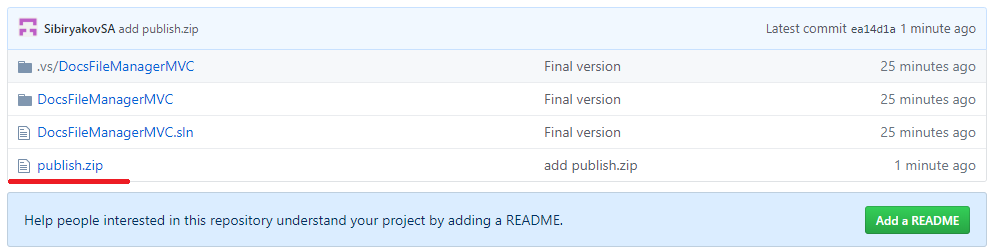 SibiryakovSA add publish.zip Latest commit ea14d1a 1 minute ago
.vs/DocsFileManagerMVC Final version 25 minutes ago
DocsFileManagerMVC Final version 25 minutes ago
DocsFileManagerMVC.sln Final version 25 minutes ago
publish.zip add publish.zip 1 minute ago
Help people interested in this repository understand your project by adding a README. Add a README